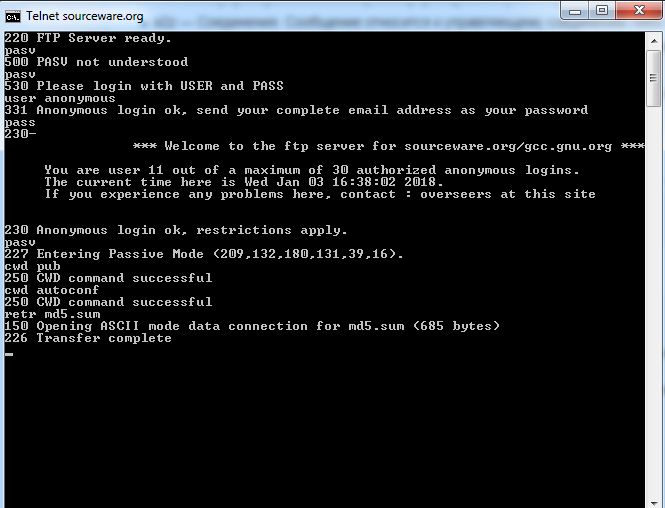 — Соединения. Сообщение относится к управляющему
Telnet sourceware.org
220 FTP Server ready.
pasv
500 PASV not understood
pasv
530 Please login with USER and PASS
user anonymous
331 Anonymous login ok, send your complete email address as your password
pass
230-
*** Welcome to the ftp server for sourceware.org/gcc.gnu.org ***
You are user 11 out of a maximum of 30 authorized anonymous logins.
The current time here is Wed Jan 03 16:38:02 2018.
If you experience any problems here, contact : overseers at this site
230 Anonymous login ok, restrictions apply.
pasv
227 Entering Passive Mode (209,132,180,131,39,16).
cwd pub
250 CWD command successful
cwd autoconf
250 CWD command successful
retr md5.sum
150 Opening ASCII mode data connection for md5.sum (685 bytes)
226 Transfer complete